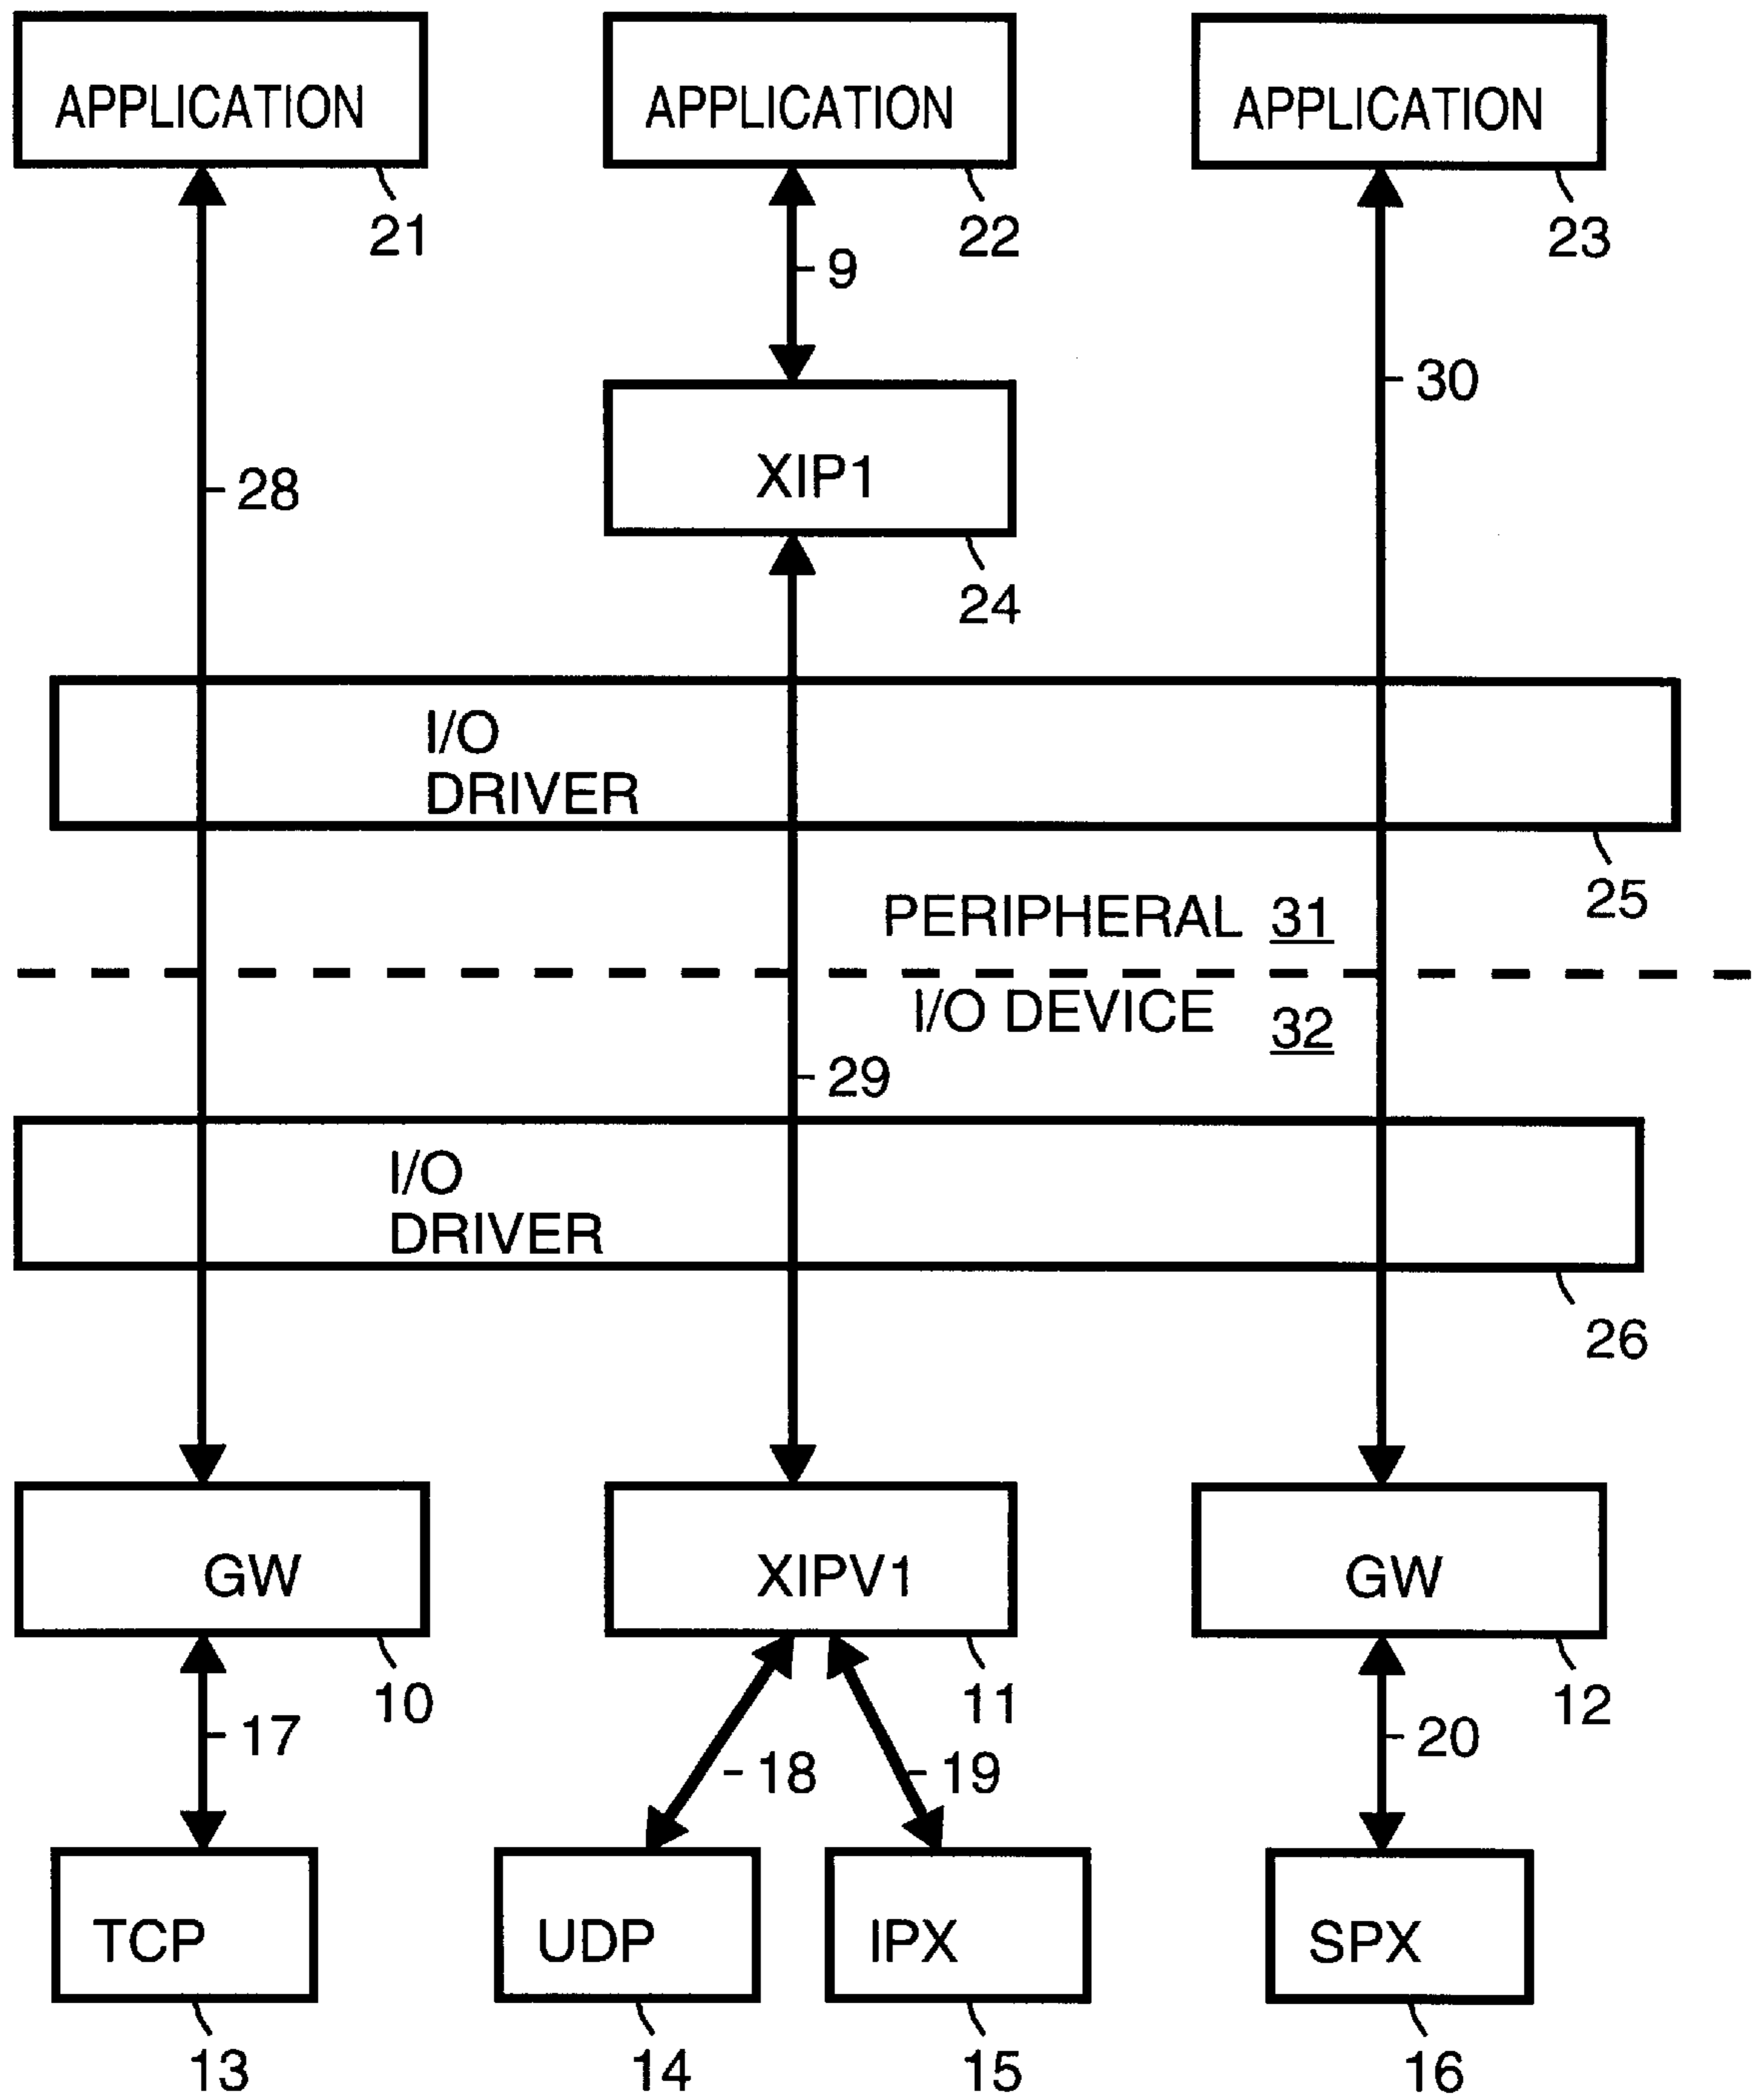 APPLICATION
APPLICATION
APPLICATION
21
22
23
9
30
XIP1
28
24
I/O
DRIVER
25
PERIPHERAL 31
I/O DEVICE 32
29
I/O
DRIVER
26
GW
XIPV1
GW
10
11
12
17
18
19
20
TCP
UDP
IPX
SPX
13
14
15
16